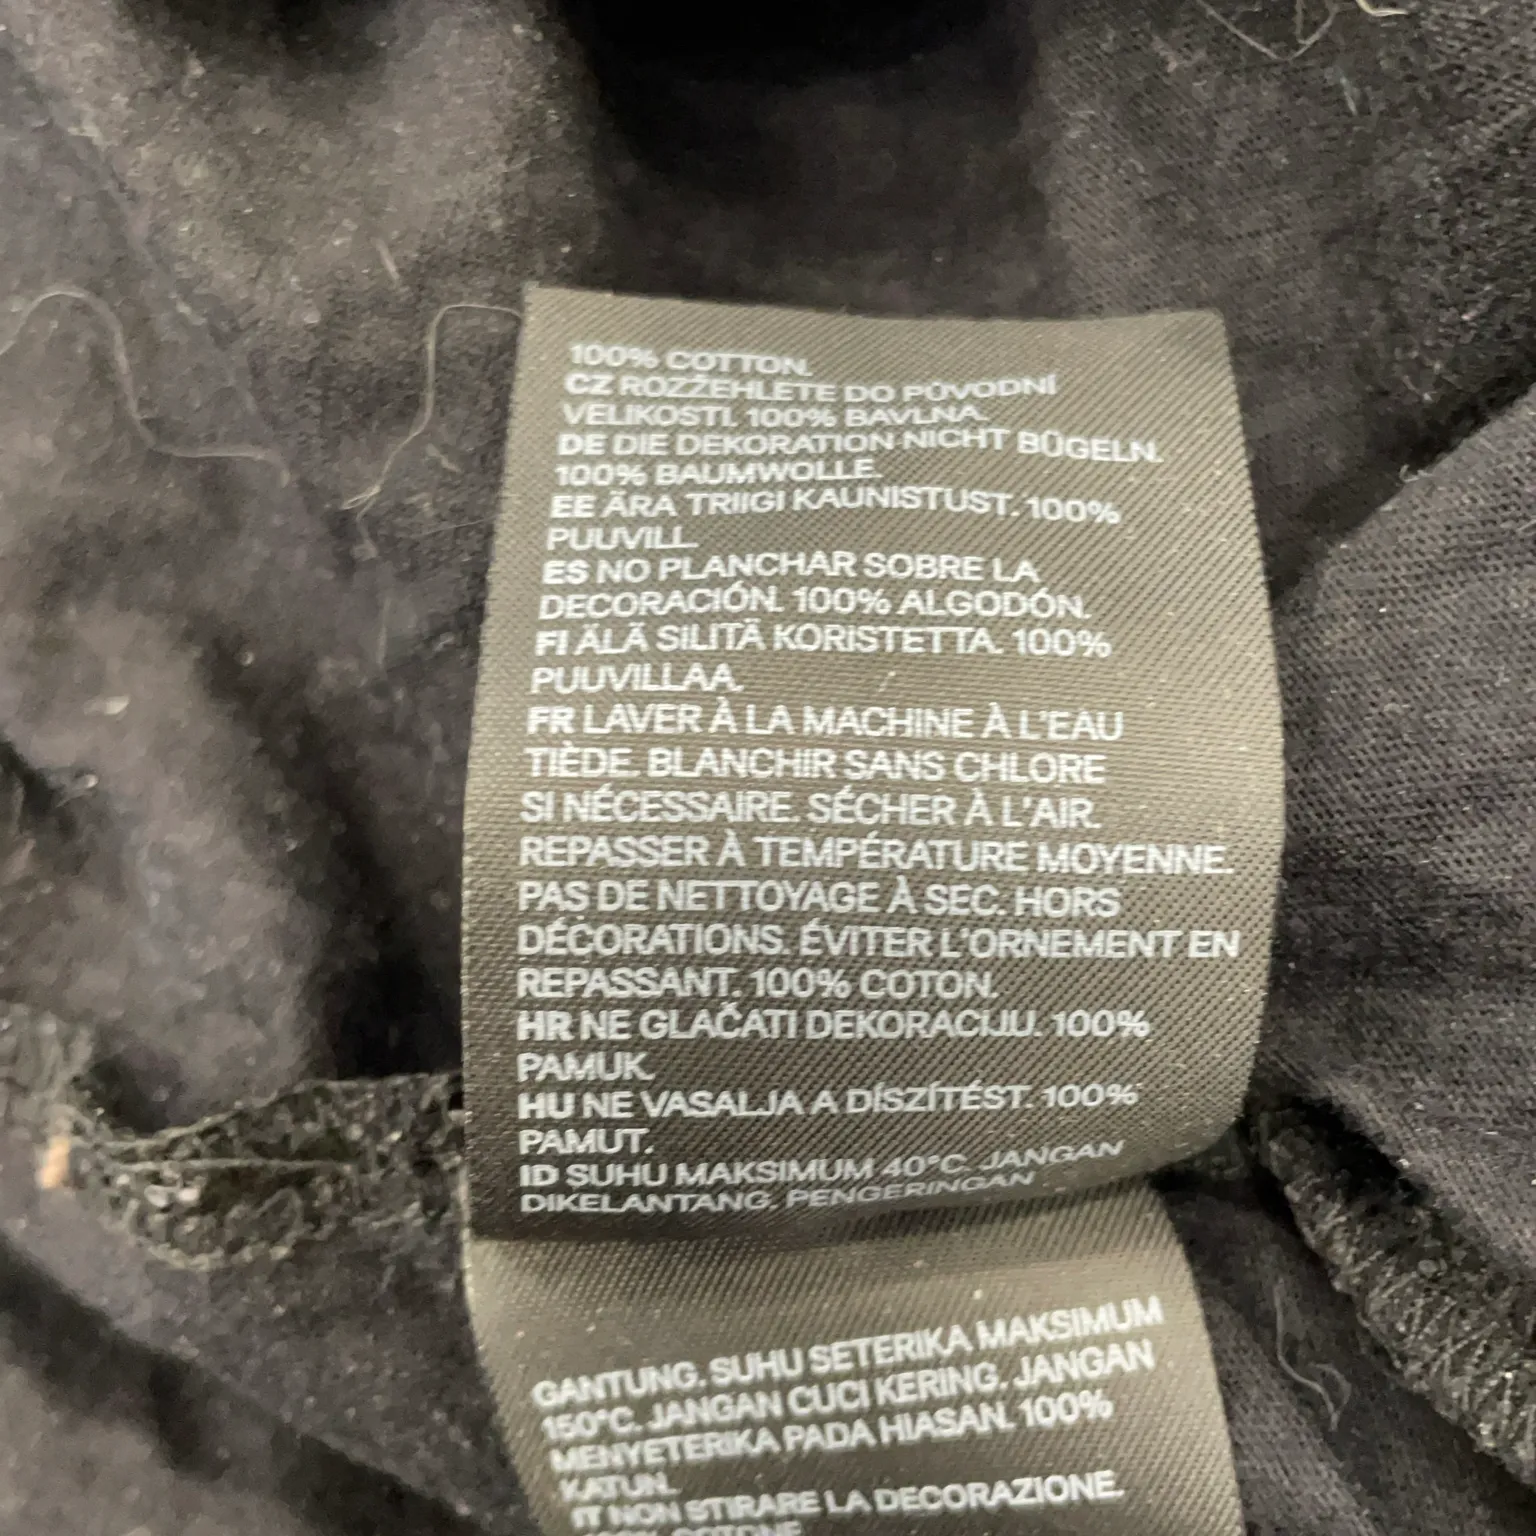 100% COTTON.
CZ ROZŽEHLETE DO PŮVODNÍ
VELIKOSTI. 100% BAVLNA.
DE DIE DEKORATION NICHT BÜGELN.
100% BAUMWOLLE.
EE ÄRA TRIIGI KAUNISTUST. 100%
PUUVILL.
ES NO PLANCHAR SOBRE LA
DECORACIÓN. 100% ALGODÓN.
FI ÄLÄ SILITÄ KORISTETTA. 100%
PUUVILLAA.
FR LAVER À LA MACHINE À L'EAU
TIÈDE. BLANCHIR SANS CHLORE
SI NÉCESSAIRE. SÉCHER À L'AIR.
REPASSER À TEMPÉRATURE MOYENNE.
PAS DE NETTOYAGE À SEC. HORS
DÉCORATIONS. ÉVITER L'ORNEMENT EN
REPASSANT. 100% COTON.
HR NE GLAČATI DEKORACIJU. 100%
PAMUK.
HU NE VASALJA A DÍSZÍTÉST. 100%
PAMUT.
ID SUHU MAKSIMUM 40°C. JANGAN
DIKELANTANG. PENGERINGAN
GANTUNG. SUHU SETERIKA MAKSIMUM
150°C. JANGAN CUCI KERING. JANGAN
MENYETERIKA PADA HIASAN. 100%
KATUN.
IT NON STIRARE LA DECORAZIONE.
100% COTONE